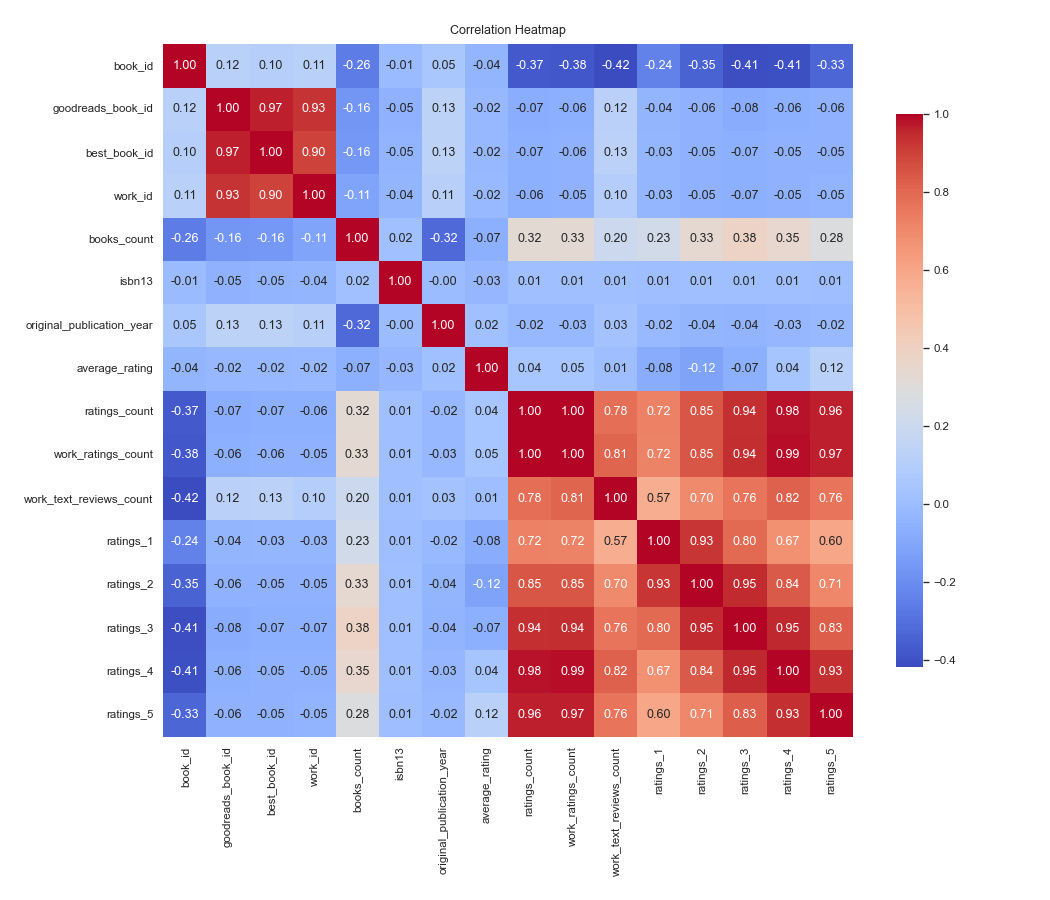 Correlation Heatmap
book_id 1.00 0.12 0.10 0.11 -0.26 -0.01 0.05 -0.04 -0.37 -0.38 -0.42 -0.24 -0.35 -0.41 -0.41 -0.33
goodreads_book_id 0.12 1.00 0.97 0.93 -0.16 -0.05 0.13 -0.02 -0.07 -0.06 0.12 -0.04 -0.06 -0.08 -0.06 -0.06
best_book_id 0.10 0.97 1.00 0.90 -0.16 -0.05 0.13 -0.02 -0.07 -0.06 0.13 -0.03 -0.05 -0.07 -0.05 -0.05
work_id 0.11 0.93 0.90 1.00 -0.11 -0.04 0.11 -0.02 -0.06 -0.05 0.10 -0.03 -0.05 -0.07 -0.05 -0.05
books_count -0.26 -0.16 -0.16 -0.11 1.00 0.02 -0.32 -0.07 0.32 0.33 0.20 0.23 0.33 0.38 0.35 0.28
isbn13 -0.01 -0.05 -0.05 -0.04 0.02 1.00 -0.00 -0.03 0.01 0.01 0.01 0.01 0.01 0.01 0.01 0.01
original_publication_year 0.05 0.13 0.13 0.11 -0.32 -0.00 1.00 0.02 -0.02 -0.03 0.03 -0.02 -0.04 -0.04 -0.03 -0.02
average_rating -0.04 -0.02 -0.02 -0.02 -0.07 -0.03 0.02 1.00 0.04 0.05 0.01 -0.08 -0.12 -0.07 0.04 0.12
ratings_count -0.37 -0.07 -0.07 -0.06 0.32 0.01 -0.02 0.04 1.00 1.00 0.78 0.72 0.85 0.94 0.98 0.96
work_ratings_count -0.38 -0.06 -0.06 -0.05 0.33 0.01 -0.03 0.05 1.00 1.00 0.81 0.72 0.85 0.94 0.99 0.97
work_text_reviews_count -0.42 0.12 0.13 0.10 0.20 0.01 0.03 0.01 0.78 0.81 1.00 0.57 0.70 0.76 0.82 0.76
ratings_1 -0.24 -0.04 -0.03 -0.03 0.23 0.01 -0.02 -0.08 0.72 0.72 0.57 1.00 0.93 0.80 0.67 0.60
ratings_2 -0.35 -0.06 -0.05 -0.05 0.33 0.01 -0.04 -0.12 0.85 0.85 0.70 0.93 1.00 0.95 0.84 0.71
ratings_3 -0.41 -0.08 -0.07 -0.07 0.38 0.01 -0.04 -0.07 0.94 0.94 0.76 0.80 0.95 1.00 0.95 0.83
ratings_4 -0.41 -0.06 -0.05 -0.05 0.35 0.01 -0.03 0.04 0.98 0.99 0.82 0.67 0.84 0.95 1.00 0.93
ratings_5 -0.33 -0.06 -0.05 -0.05 0.28 0.01 -0.02 0.12 0.96 0.97 0.76 0.60 0.71 0.83 0.93 1.00
book_id
goodreads_book_id
best_book_id
work_id
books_count
isbn13
original_publication_year
average_rating
ratings_count
work_ratings_count
work_text_reviews_count
ratings_1
ratings_2
ratings_3
ratings_4
ratings_5
1.0
0.8
0.6
0.4
0.2
0.0
−0.2
−0.4